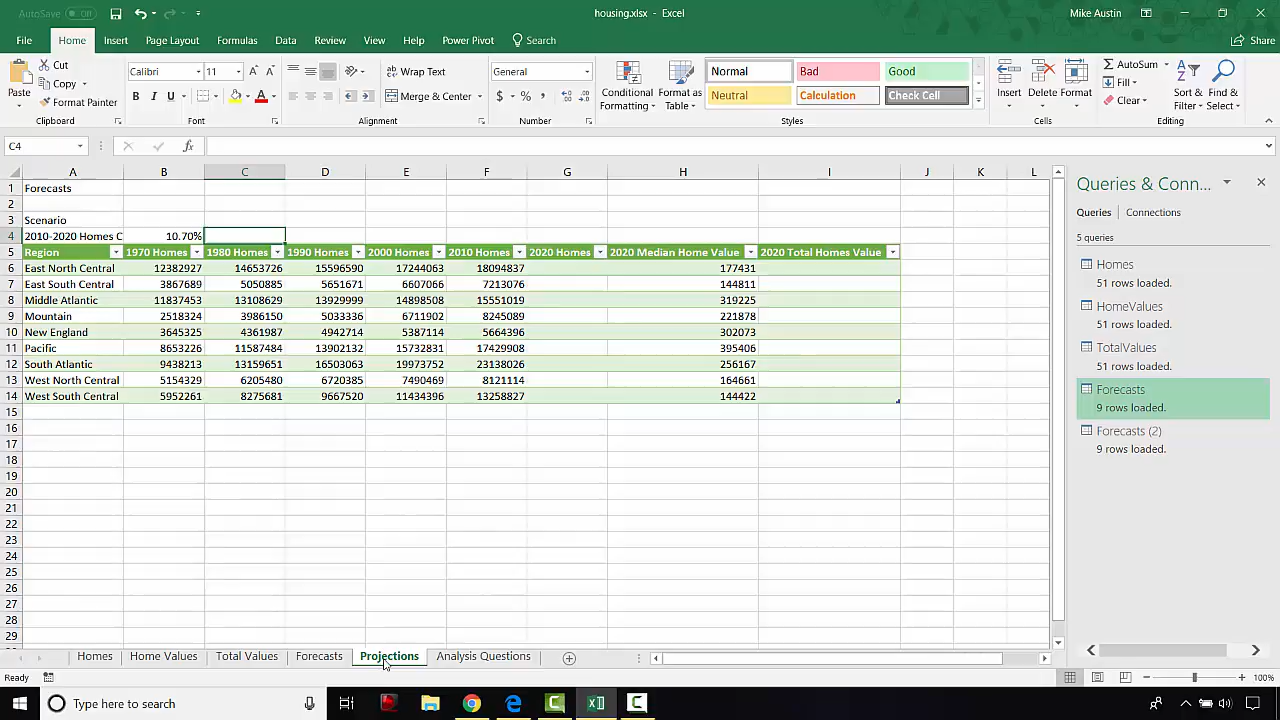 AutoSave Off housing.xlsx - Excel Mike Austin
File Home Insert Page Layout Formulas Data Review View Help Power Pivot Search Share
Paste Cut Copy Format Painter Clipboard
Calibri 11 B I U Font
Wrap Text Merge & Center Alignment
General $ % , Number
Conditional Formatting Format as Table Normal Bad Good Neutral Calculation Check Cell Styles
Insert Delete Format Cells
AutoSum Fill Clear Sort & Filter Find & Select Editing
C4 fx
A B C D E F G H I J K L
1 Forecasts
2
3 Scenario
4 2010-2020 Homes C 10.70%
5 Region 1970 Homes 1980 Homes 1990 Homes 2000 Homes 2010 Homes 2020 Homes 2020 Median Home Value 2020 Total Homes Value
6 East North Central 12382927 14653726 15596590 17244063 18094837 177431
7 East South Central 3867689 5050885 5651671 6607066 7213076 144811
8 Middle Atlantic 11837453 13108629 13929999 14898508 15551019 319225
9 Mountain 2518324 3986150 5033336 6711902 8245089 221878
10 New England 3645325 4361987 4942714 5387114 5664396 302073
11 Pacific 8653226 11587484 13902132 15732831 17429908 395406
12 South Atlantic 9438213 13159651 16503063 19973752 23138026 256167
13 West North Central 5154329 6205480 6720385 7490469 8121114 164661
14 West South Central 5952261 8275681 9667520 11434396 13258827 144422
15
16
17
18
19
20
21
22
23
24
25
26
27
28
29
Queries & Conn...
Queries Connections
5 queries
Homes
51 rows loaded.
HomeValues
51 rows loaded.
TotalValues
51 rows loaded.
Forecasts
9 rows loaded.
Forecasts (2)
9 rows loaded.
Homes Home Values Total Values Forecasts Projections Analysis Questions
Ready 100%
Type here to search